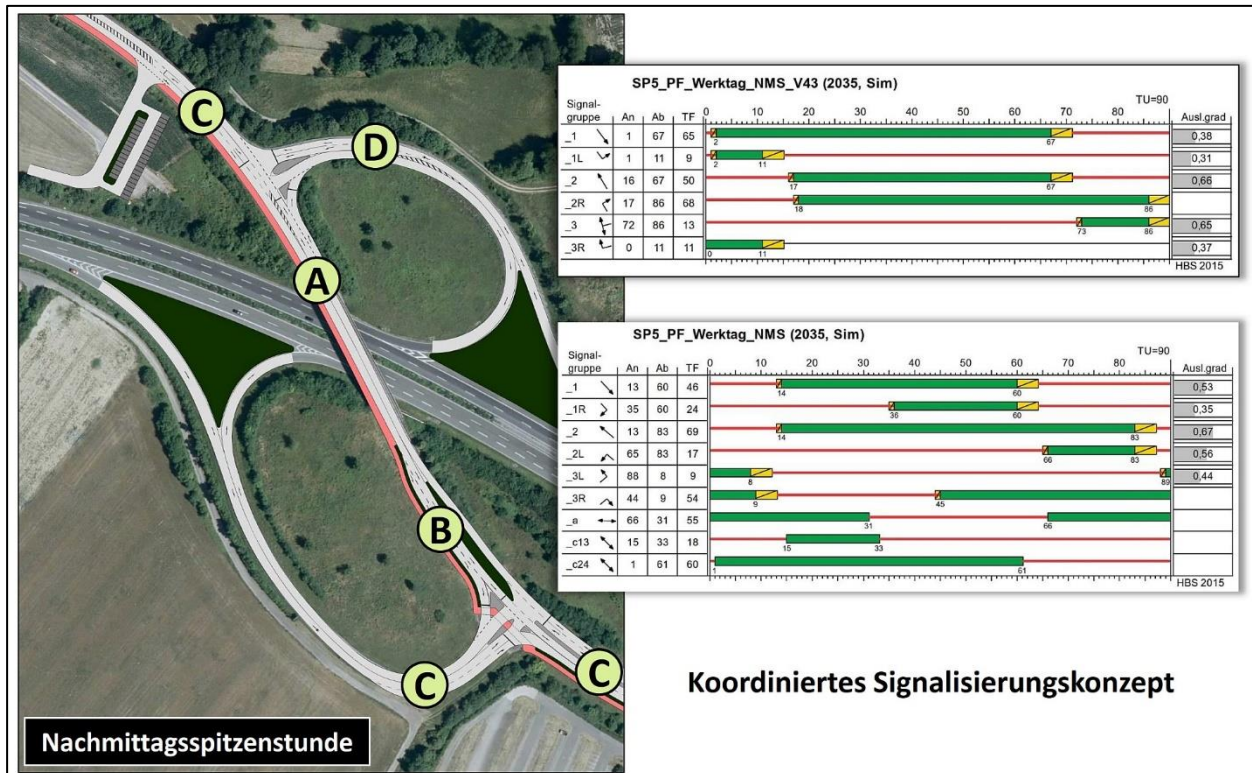 C
D
A
B
C
C
Nachmittagsspitzenstunde
SP5_PF_Werktag_NMS_V43 (2035, Sim)
TU=90
Signal-
gruppe An Ab TF 0 10 20 30 40 50 60 70 80 Ausl.grad
_1 1 67 65 2 67 0,38
_1L 1 11 9 2 11 0,31
_2 16 67 50 17 67 0,66
_2R 17 86 68 18 86
_3 72 86 13 73 86 0,65
_3R 0 11 11 0 11 0,37
HBS 2015
SP5_PF_Werktag_NMS (2035, Sim)
TU=90
Signal-
gruppe An Ab TF 0 10 20 30 40 50 60 70 80 Ausl.grad
_1 13 60 46 14 60 0,53
_1R 35 60 24 36 60 0,35
_2 13 83 69 14 83 0,67
_2L 65 83 17 66 83 0,56
_3L 88 8 9 8 89 0,44
_3R 44 9 54 9 45
_a 66 31 55 31 66
_c13 15 33 18 15 33
_c24 1 61 60 1 61
HBS 2015
Koordiniertes Signalisierungskonzept